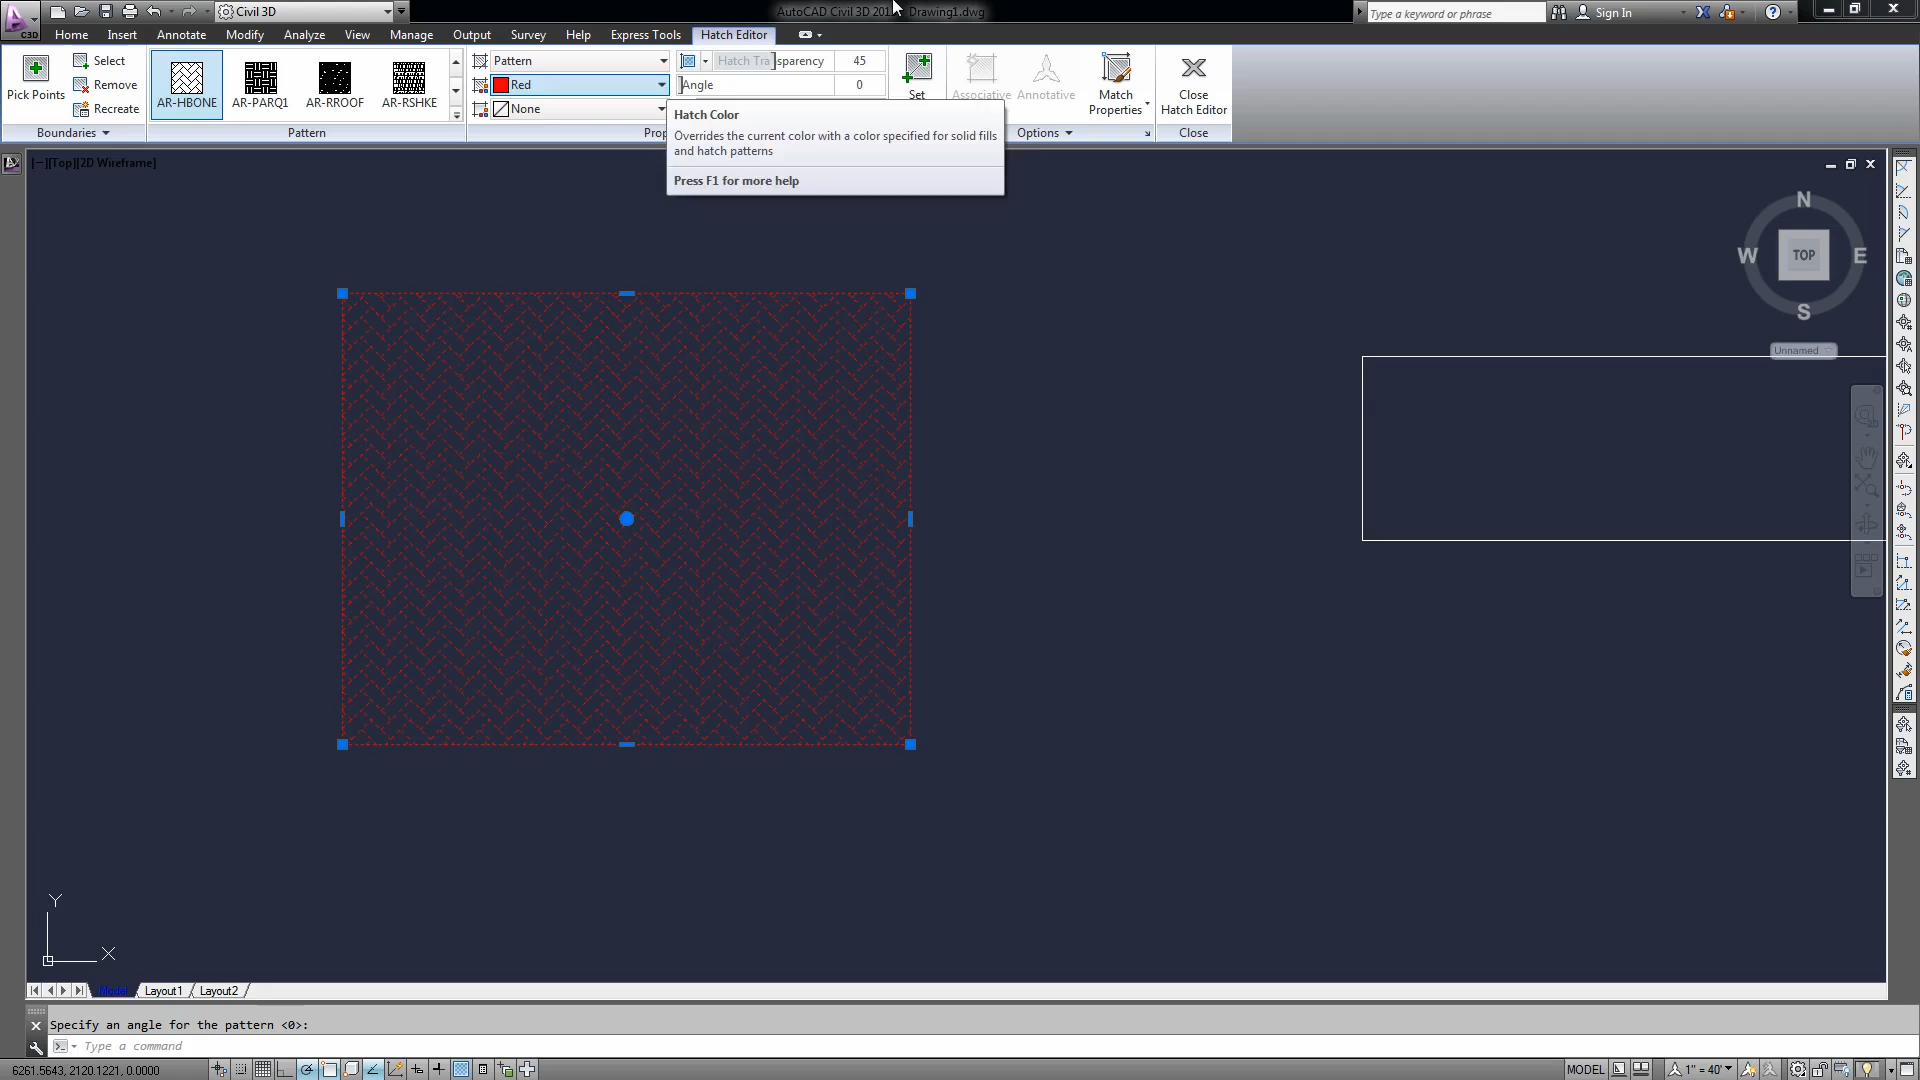 Civil 3D
AutoCAD Civil 3D 201 Drawing1.dwg
Type a keyword or phrase
Sign In
C3D
Home Insert Annotate Modify Analyze View Manage Output Survey Help Express Tools Hatch Editor
Pick Points
Select
Remove
Recreate
AR-HBONE AR-PARQ1 AR-RROOF AR-RSHKE
Pattern
Red
None
Hatch Tra sparency 45
Angle 0
Set
Associative
Annotative
Match
Properties
Close
Hatch Editor
Boundaries Pattern Prop Options Close
Hatch Color
Overrides the current color with a color specified for solid fills
and hatch patterns
Press F1 for more help
[−][Top][2D Wireframe]
N
W TOP E
S
Unnamed
Y
X
Model Layout1 Layout2
Specify an angle for the pattern <0>:
Type a command
6261.5643, 2120.1221, 0.0000
MODEL
1" = 40'